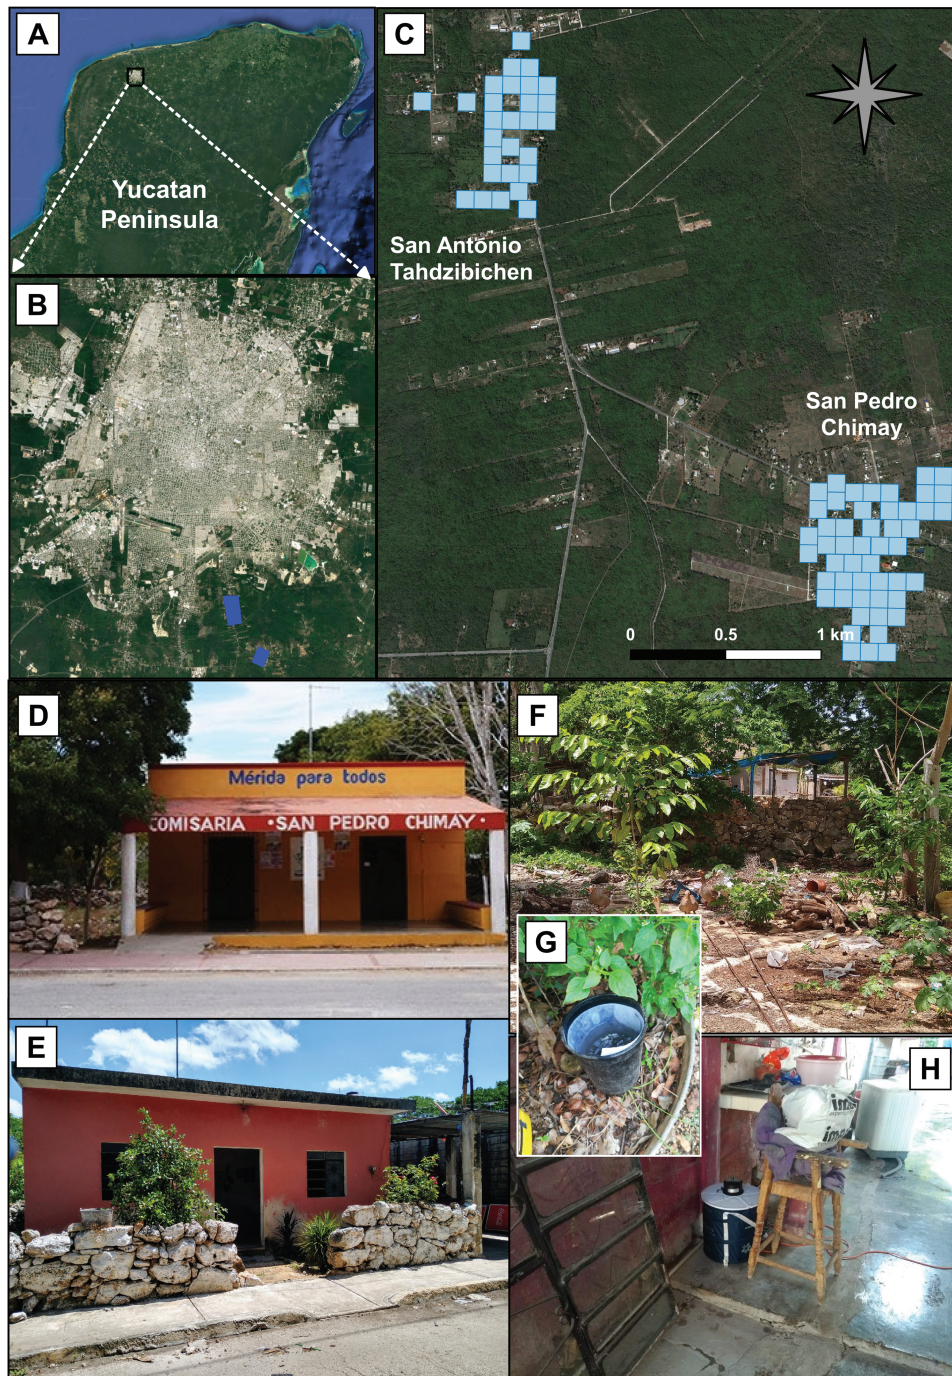 A
Yucatan
Peninsula
B
C
San Antonio
Tahdzibichen
San Pedro
Chimay
0 0.5 1 km
D
Mérida para todos
COMISARIA •SAN PEDRO CHIMAY•
E
F
G
H